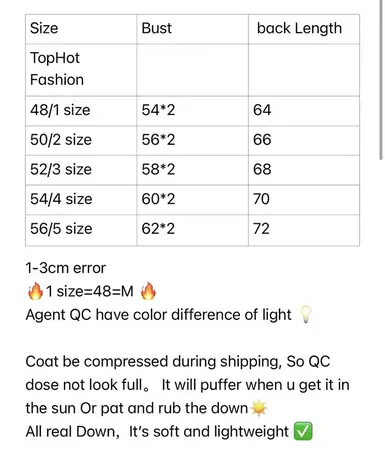 Size Bust back Length
TopHot
Fashion
48/1 size 54*2 64
50/2 size 56*2 66
52/3 size 58*2 68
54/4 size 60*2 70
56/5 size 62*2 72
1-3cm error
🔥1 size=48=M 🔥
Agent QC have color difference of light 💡
Coat be compressed during shipping, So QC
dose not look full。 It will puffer when u get it in
the sun Or pat and rub the down☀️
All real Down，It's soft and lightweight ✅